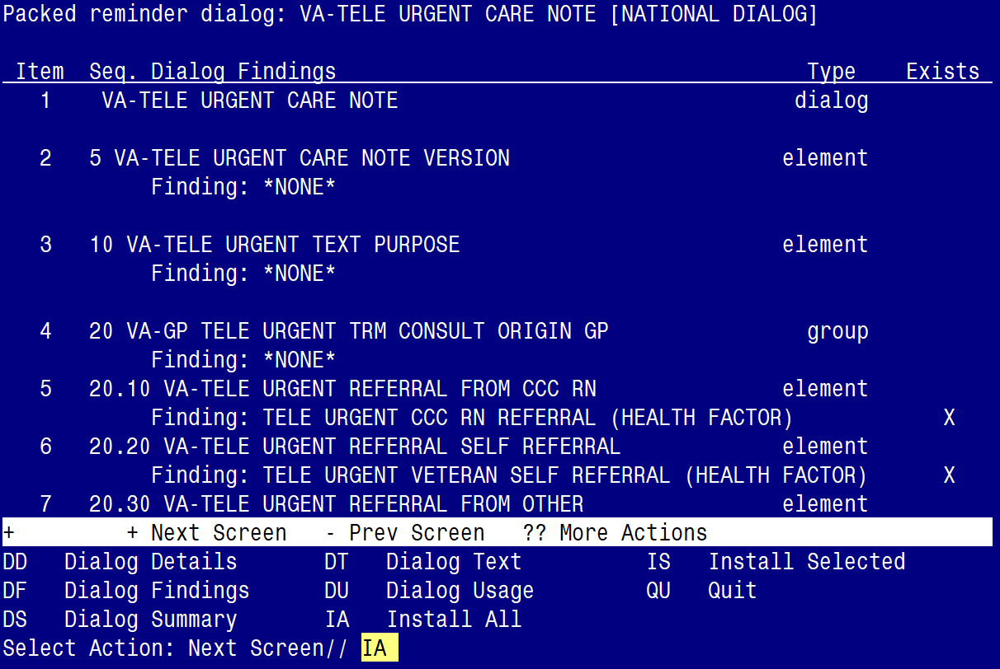 Packed reminder dialog: VA-TELE URGENT CARE NOTE [NATIONAL DIALOG]
Item  Seq. Dialog Findings  Type  Exists
1  VA-TELE URGENT CARE NOTE  dialog
2  5 VA-TELE URGENT CARE NOTE VERSION  element
Finding: *NONE*
3  10 VA-TELE URGENT TEXT PURPOSE  element
Finding: *NONE*
4  20 VA-GP TELE URGENT TRM CONSULT ORIGIN GP  group
Finding: *NONE*
5  20.10 VA-TELE URGENT REFERRAL FROM CCC RN  element
Finding: TELE URGENT CCC RN REFERRAL (HEALTH FACTOR)  X
6  20.20 VA-TELE URGENT REFERRAL SELF REFERRAL  element
Finding: TELE URGENT VETERAN SELF REFERRAL (HEALTH FACTOR)  X
7  20.30 VA-TELE URGENT REFERRAL FROM OTHER  element
+  + Next Screen  - Prev Screen  ?? More Actions
DD  Dialog Details  DT  Dialog Text  IS  Install Selected
DF  Dialog Findings  DU  Dialog Usage  QU  Quit
DS  Dialog Summary  IA  Install All
Select Action: Next Screen// IA